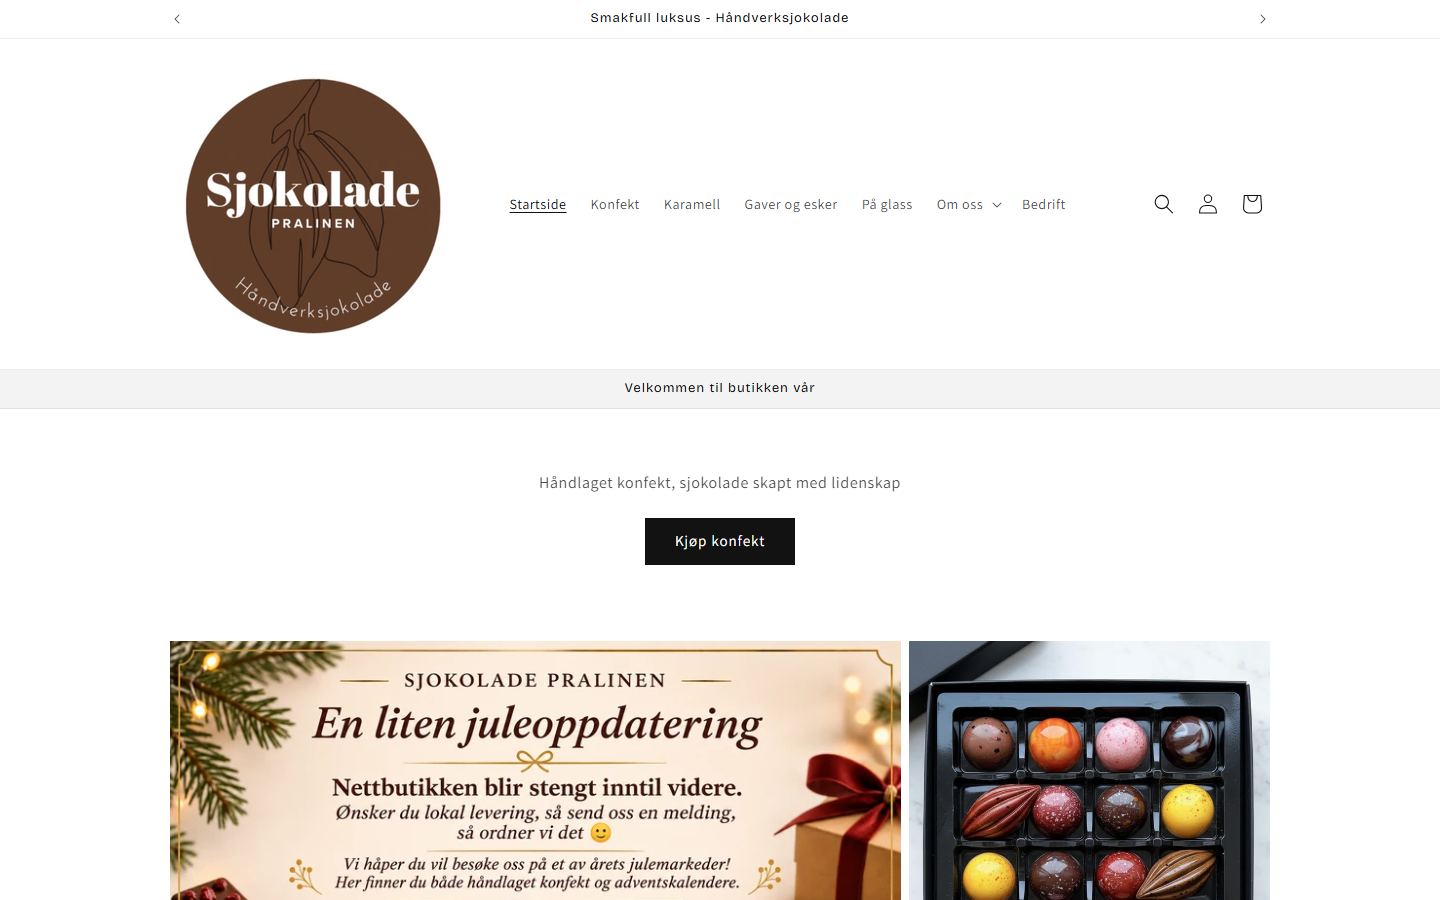 Smakfull luksus - Håndverksjokolade
Sjokolade
PRALINEN
Håndverksjokolade
Startside
Konfekt
Karamell
Gaver og esker
På glass
Om oss
Bedrift
Velkommen til butikken vår
Håndlaget konfekt, sjokolade skapt med lidenskap
Kjøp konfekt
SJOKOLADE PRALINEN
En liten juleoppdatering
Nettbutikken blir stengt inntil videre.
Ønsker du lokal levering, så send oss en melding,
så ordner vi det 🙂
Vi håper du vil besøke oss på et av årets julemarkeder!
Her finner du både håndlaget konfekt og adventskalendere.